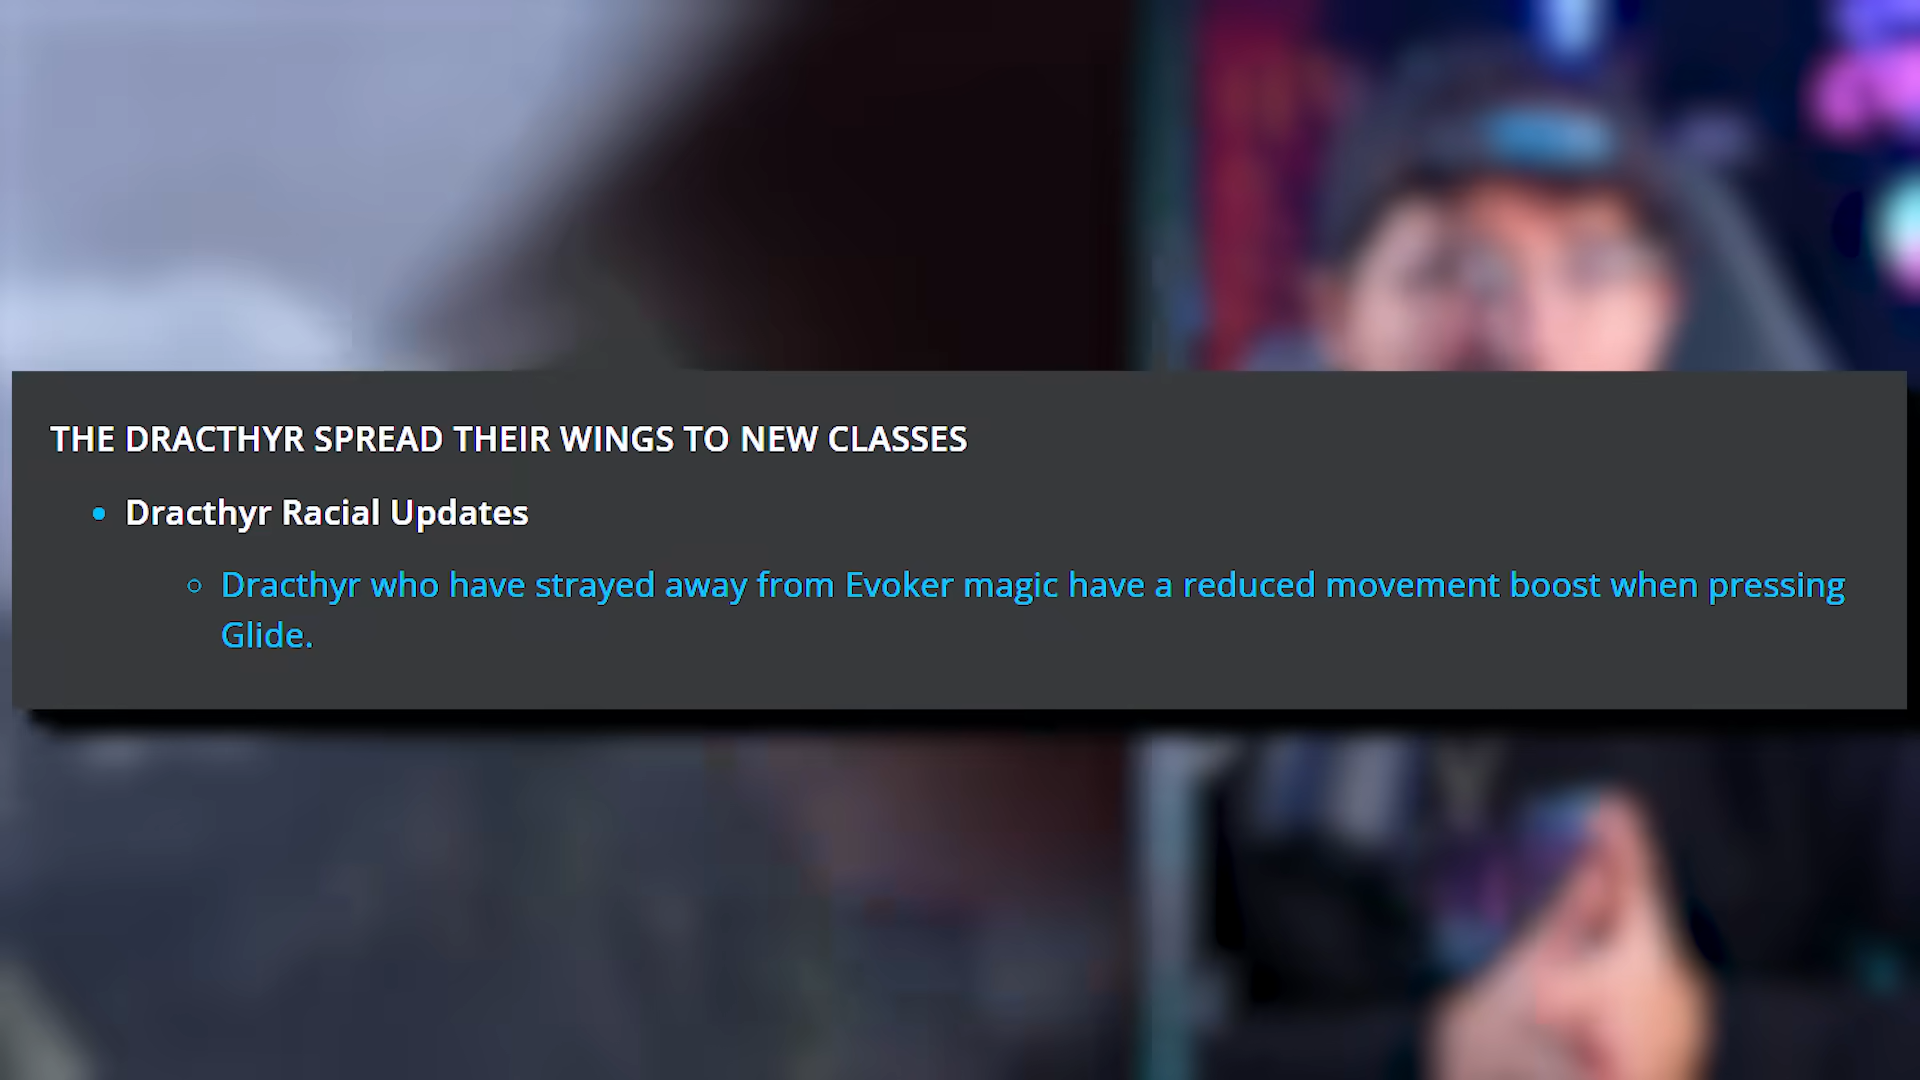 THE DRACTHYR SPREAD THEIR WINGS TO NEW CLASSES
Dracthyr Racial Updates
Dracthyr who have strayed away from Evoker magic have a reduced movement boost when pressing
Glide.